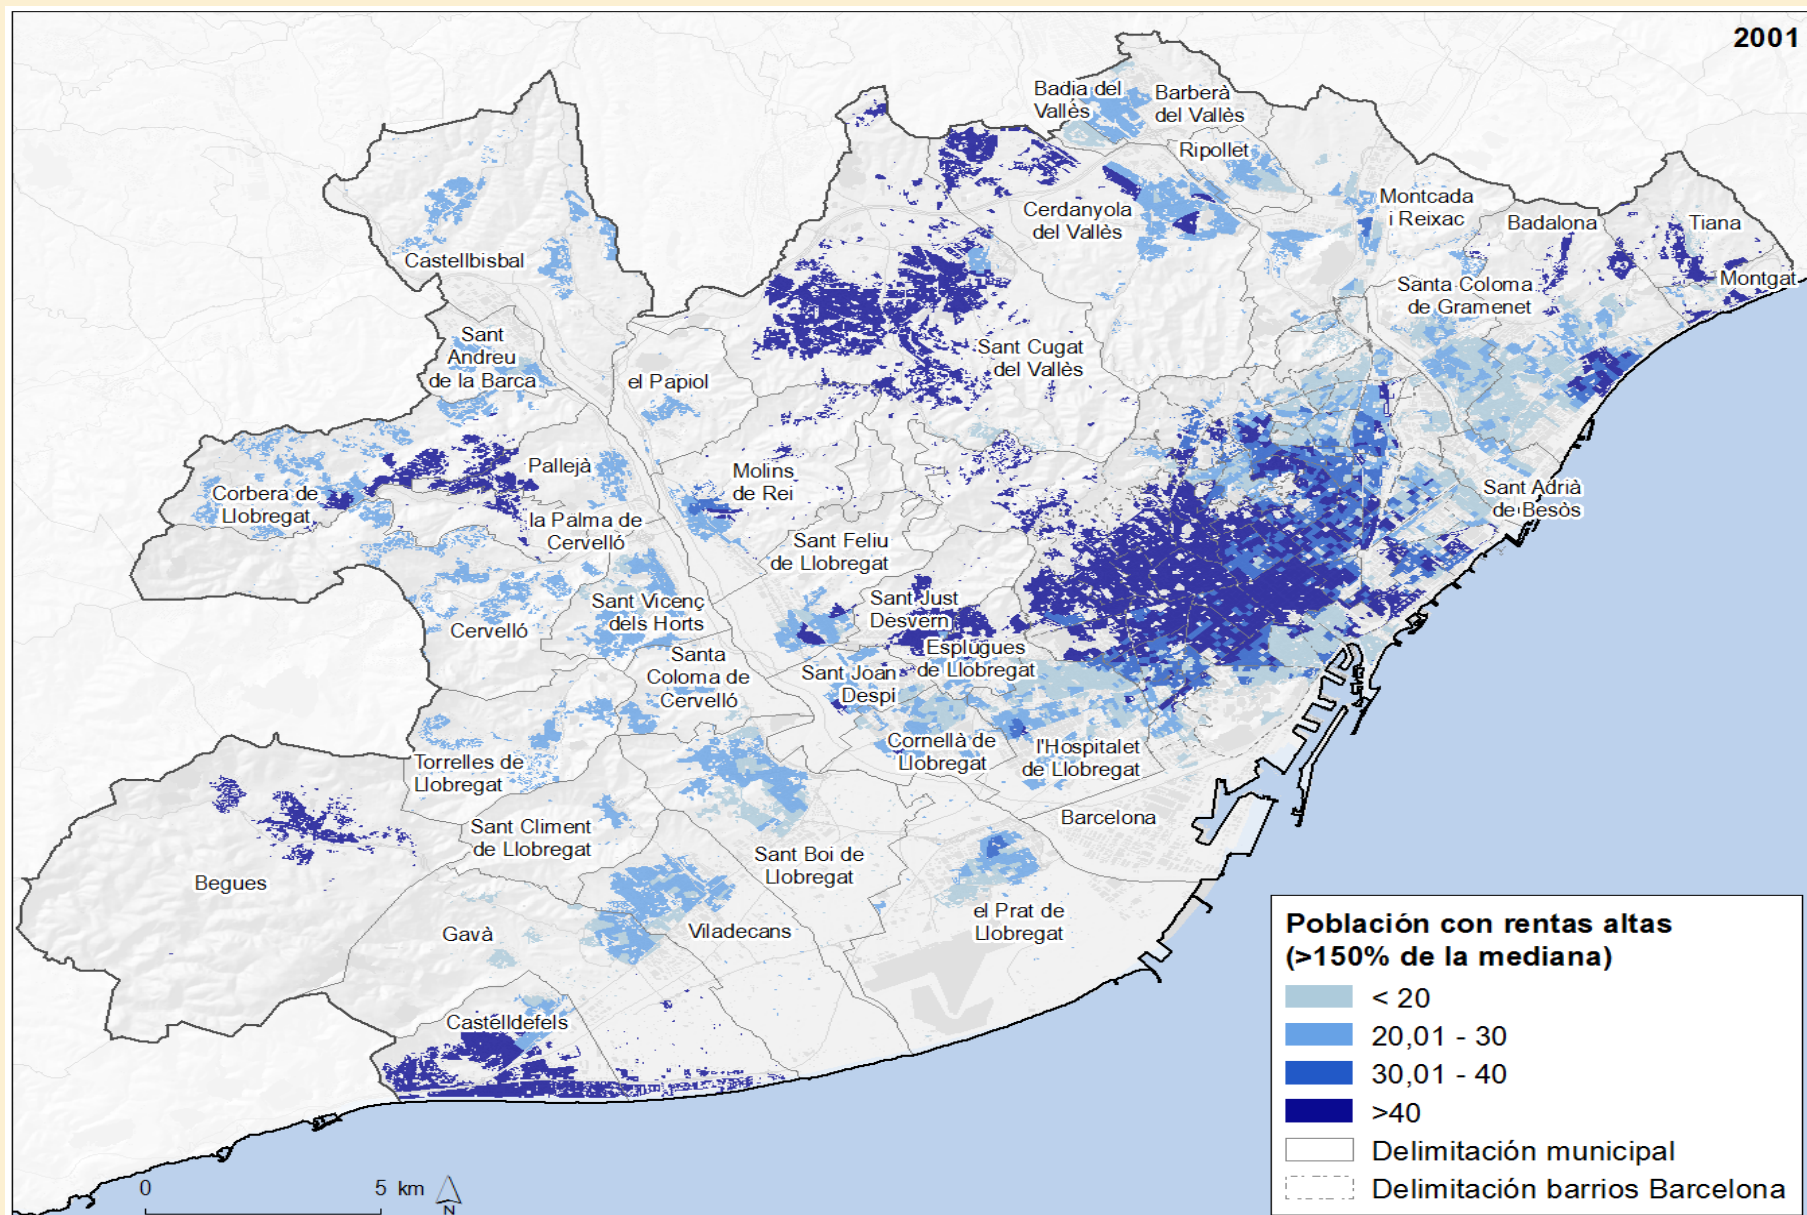 2001
Badia del
Vallès
Barberà
del Vallès
Ripollet
Cerdanyola
del Vallès
Montcada
i Reixac
Badalona
Tiana
Montgat
Castellbisbal
Santa Coloma
de Gramenet
Sant
Andreu
de la Barca
el Papiol
Sant Cugat
del Vallès
Pallejà
Molins
de Rei
Corbera de
Llobregat
la Palma de
Cervelló
Sant Adrià
de Besòs
Sant Feliu
de Llobregat
Sant Vicenç
dels Horts
Sant Just
Desvern
Cervelló
Esplugues
de Llobregat
Santa
Coloma de
Cervelló
Sant Joan
Despi
Cornellà de
Llobregat
l'Hospitalet
de Llobregat
Torrelles de
Llobregat
Barcelona
Sant Climent
de Llobregat
Sant Boi de
Llobregat
Begues
el Prat de
Llobregat
Gavà
Viladecans
Castelldefels
Población con rentas altas
(>150% de la mediana)
< 20
20,01 - 30
30,01 - 40
>40
Delimitación municipal
Delimitación barrios Barcelona
0 5 km
N